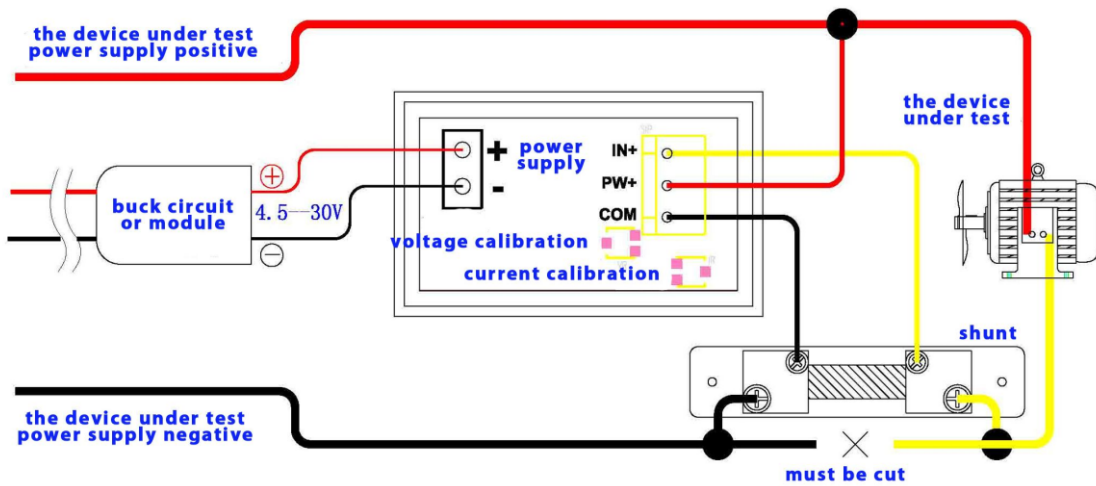 the device under test
power supply positive
the device
under test
+
power
supply
-
IN+
PW+
COM
buck circuit
or module
4.5--30V
voltage calibration
current calibration
shunt
the device under test
power supply negative
must be cut